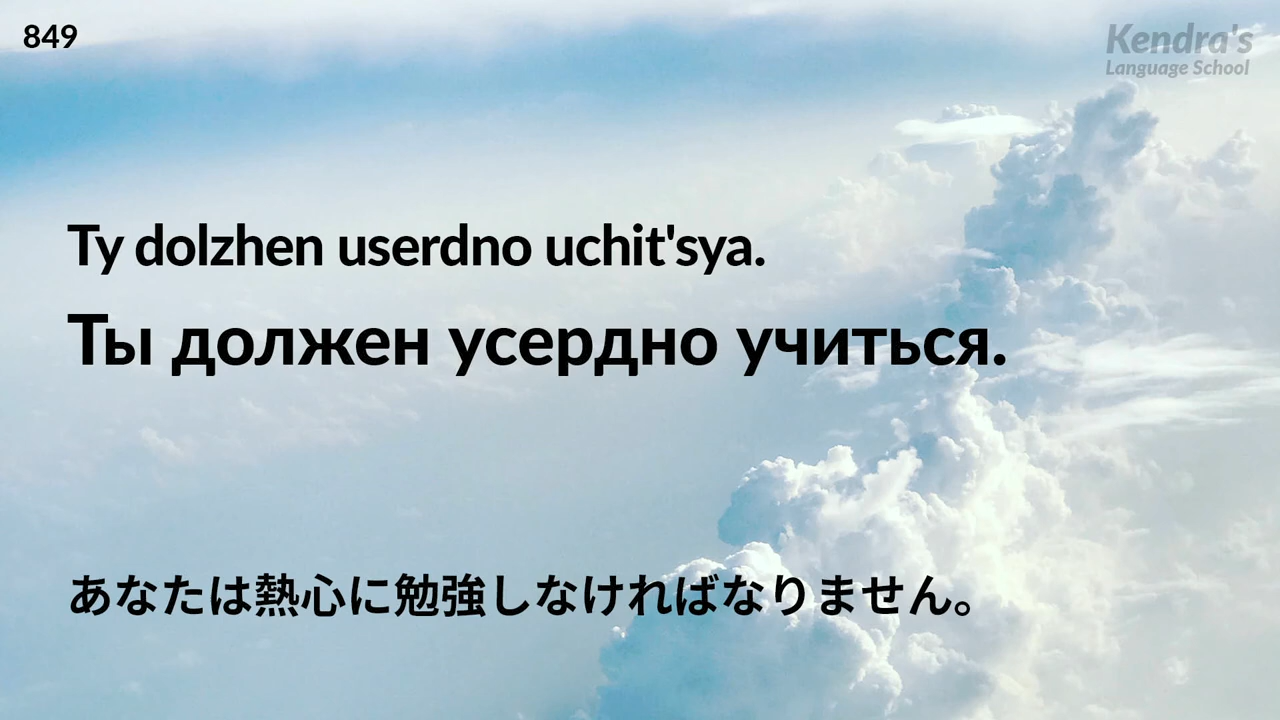 849
Kendra's
Language School
Ty dolzhen userdno uchit'sya.
Ты должен усердно учиться.
あなたは熱心に勉強しなければなりません。